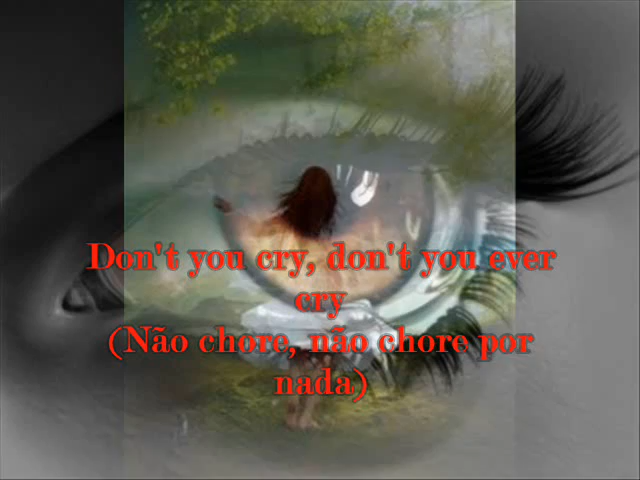 Don't you cry, don't you ever
cry
(Não chore, não chore por
nada)